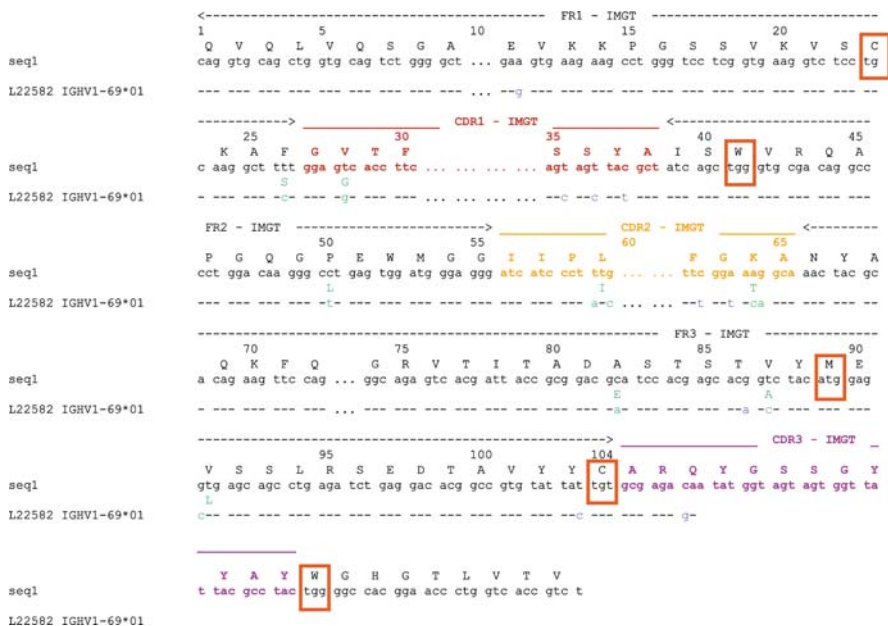 <------------------------------------ FR1 - IMGT ------------------------------------
1 5 10 15 20
Q V Q L V Q S G A E V K K P G S S V K V S C
seq1 cag gtg cag ctg gtg cag tct ggg gct ... gaa gtg aag aag cct ggg tcc tcg gtg aag gtc tcc tg
L22582 IGHV1-69*01 --- --- --- --- --- --- --- --- --- ... --g --- --- --- --- --- --- --- --- --- --- --- --
-------------> __________ CDR1 - IMGT __________ <---------------------------
25 30 35 40 45
K A F G V T F S S Y A I S W V R Q A
seq1 c aag gct ttt gga gtc acc ttc ... ... ... ... agt agt tac gct atc agc tgg gtg cga cag gcc
S G
L22582 IGHV1-69*01 - --- --- -c- --- -g- --- --- ... ... ... ... --c -c- --t --- --- --- --- --- --- --- ---
FR2 - IMGT --------------------> __________ CDR2 - IMGT __________ <------
50 55 60 65
P G Q G P E W M G G I I P L F G K A N Y A
seq1 cct gga caa ggg cct gag tgg atg gga ggg atc atc cct ttg ... ... ttc gga aag gca aac tac gc
L I T
L22582 IGHV1-69*01 --- --- --- --- -t- --- --- --- --- --- --- --- --- a-c ... ... --t --t -ca --- --- --- --
------------------------------------ FR3 - IMGT ------------------------
70 75 80 85 90
Q K F Q G R V T I T A D A S T S T V Y M E
seq1 a cag aag ttc cag ... ggc aga gtc acg att acc gcg gac gca tcc acg agc acg gtc tac atg gag
E A
L22582 IGHV1-69*01 - --- --- --- --- ... --- --- --- --- --- --- --- --- -a- --- --- --- --a -c- --- --- ---
------------------------------------------------> __________ CDR3 - IMGT
95 100 104
V S S L R S E D T A V Y Y C A R Q Y G S S G Y
seq1 gtg agc agc ctg aga tct gag gac acg gcc gtg tat tat tgt gcg aga caa tat ggt agt agt ggt ta
L
L22582 IGHV1-69*01 c-- --- --- --- --- --- --- --- --- --- --- --- --c --- --- --g-
Y A Y W G H G T L V T V
seq1 t tac gcc tac tgg ggc cac gga acc ctg gtc acc gtc t
L22582 IGHV1-69*01